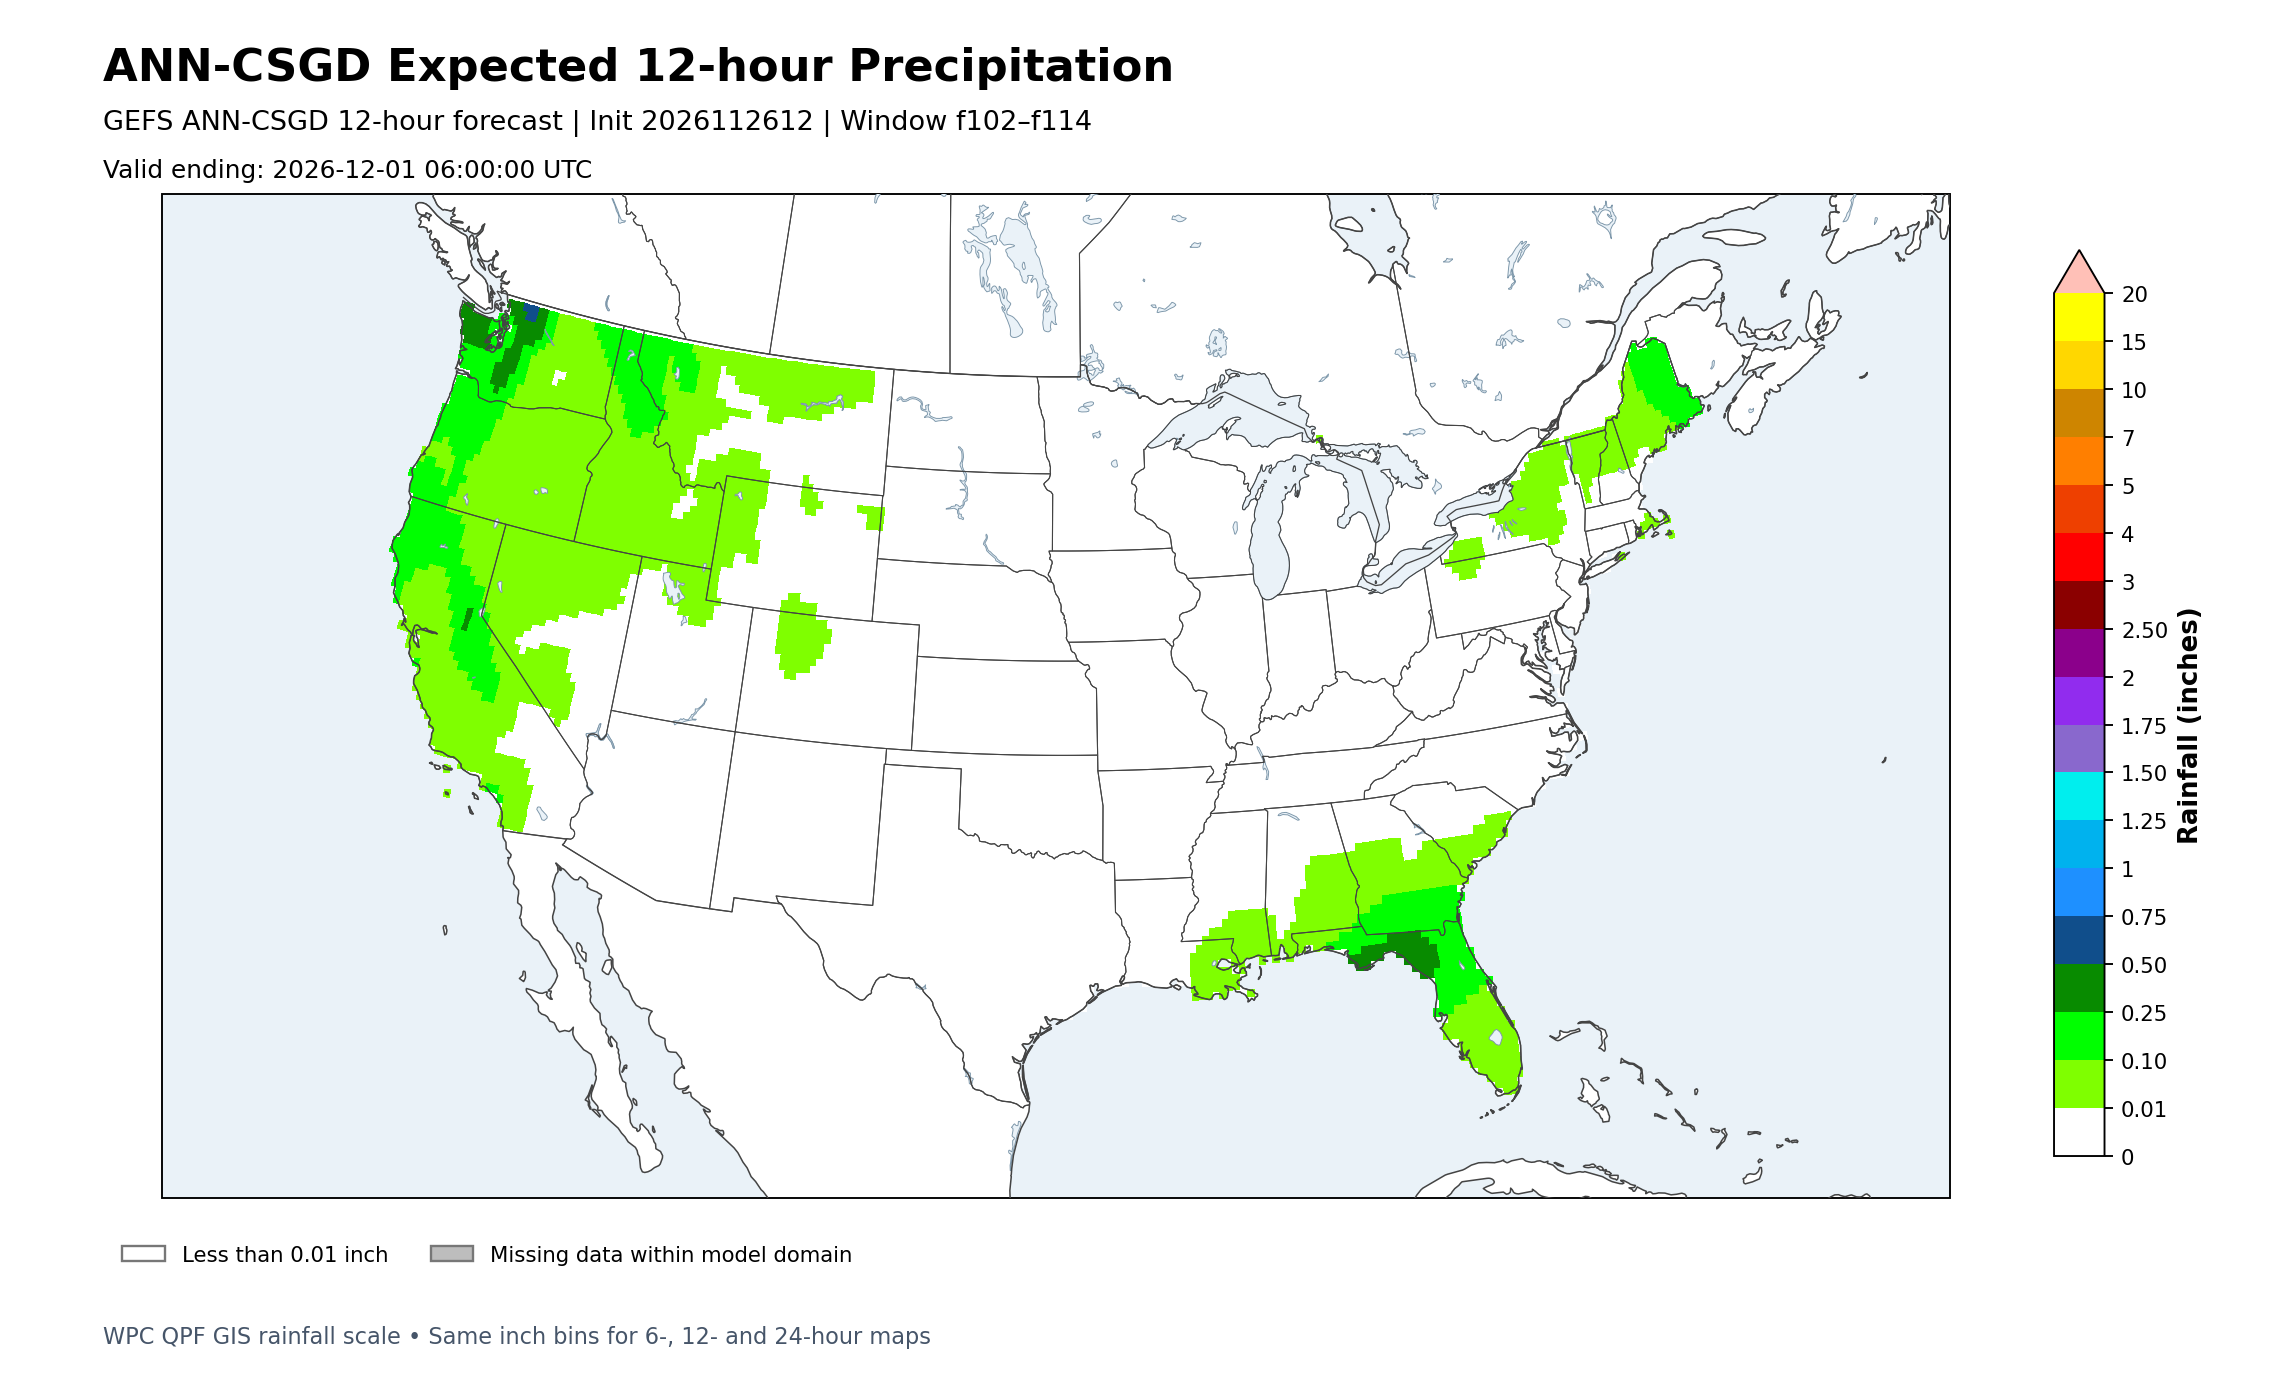 ANN-CSGD Expected 12-hour Precipitation
GEFS ANN-CSGD 12-hour forecast | Init 2026112612 | Window f102–f114
Valid ending: 2026-12-01 06:00:00 UTC
20
15
10
7
5
4
3
2.50
2
1.75
1.50
1.25
1
0.75
0.50
0.25
0.10
0.01
0
Rainfall (inches)
Less than 0.01 inch
Missing data within model domain
WPC QPF GIS rainfall scale • Same inch bins for 6-, 12- and 24-hour maps